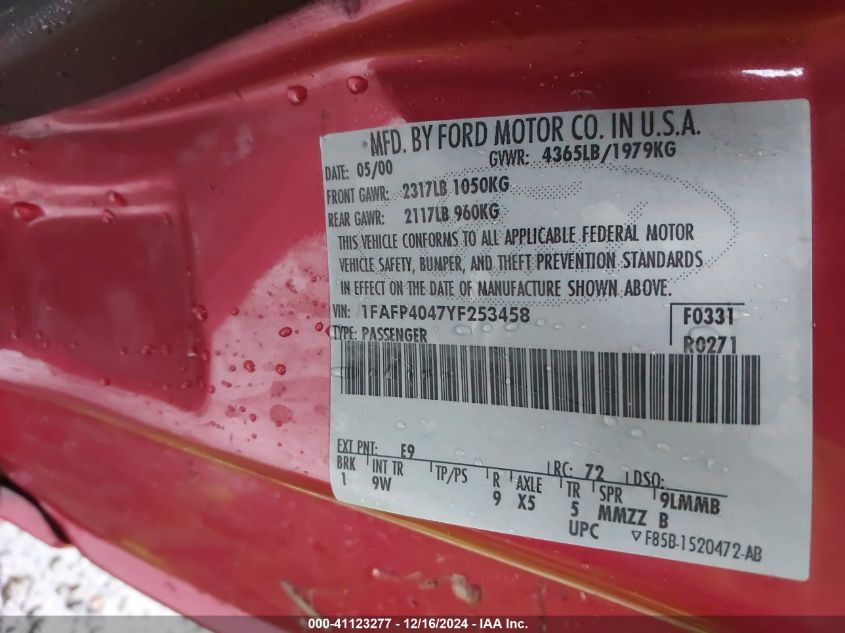 MFD. BY FORD MOTOR CO. IN U.S.A.
DATE: 05/00 GVWR: 4365LB/1979KG
FRONT GAWR: 2317LB 1050KG
REAR GAWR: 2117LB 960KG
THIS VEHICLE CONFORMS TO ALL APPLICABLE FEDERAL MOTOR
VEHICLE SAFETY, BUMPER, AND THEFT PREVENTION STANDARDS
IN EFFECT ON THE DATE OF MANUFACTURE SHOWN ABOVE.
VIN: 1FAFP4047YF253458 F0331
TYPE: PASSENGER R0271
EXT PNT: E9 RC: 72 DSO:
BRK INT TR TP/PS R AXLE TR SPR 9LMMB
1 9W 9 X5 5 MMZZ B
UPC F85B-1520472-AB
000-41123277 - 12/16/2024 - IAA Inc.